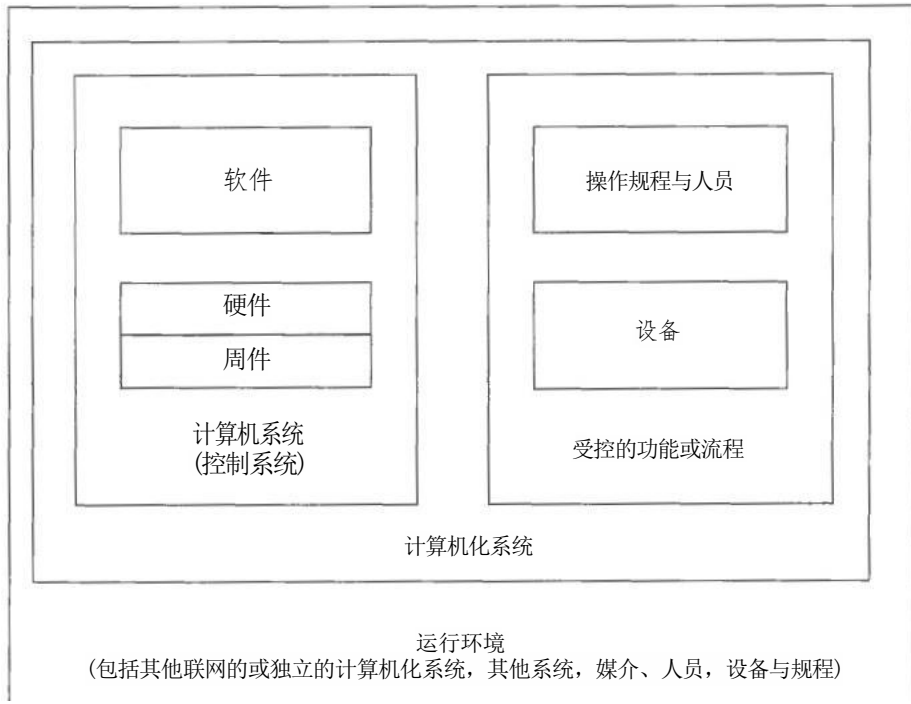 软件
硬件
周件
计算机系统
(控制系统)
操作规程与人员
设备
受控的功能或流程
计算机化系统
运行环境
(包括其他联网的或独立的计算机化系统，其他系统，媒介、人员，设备与规程)